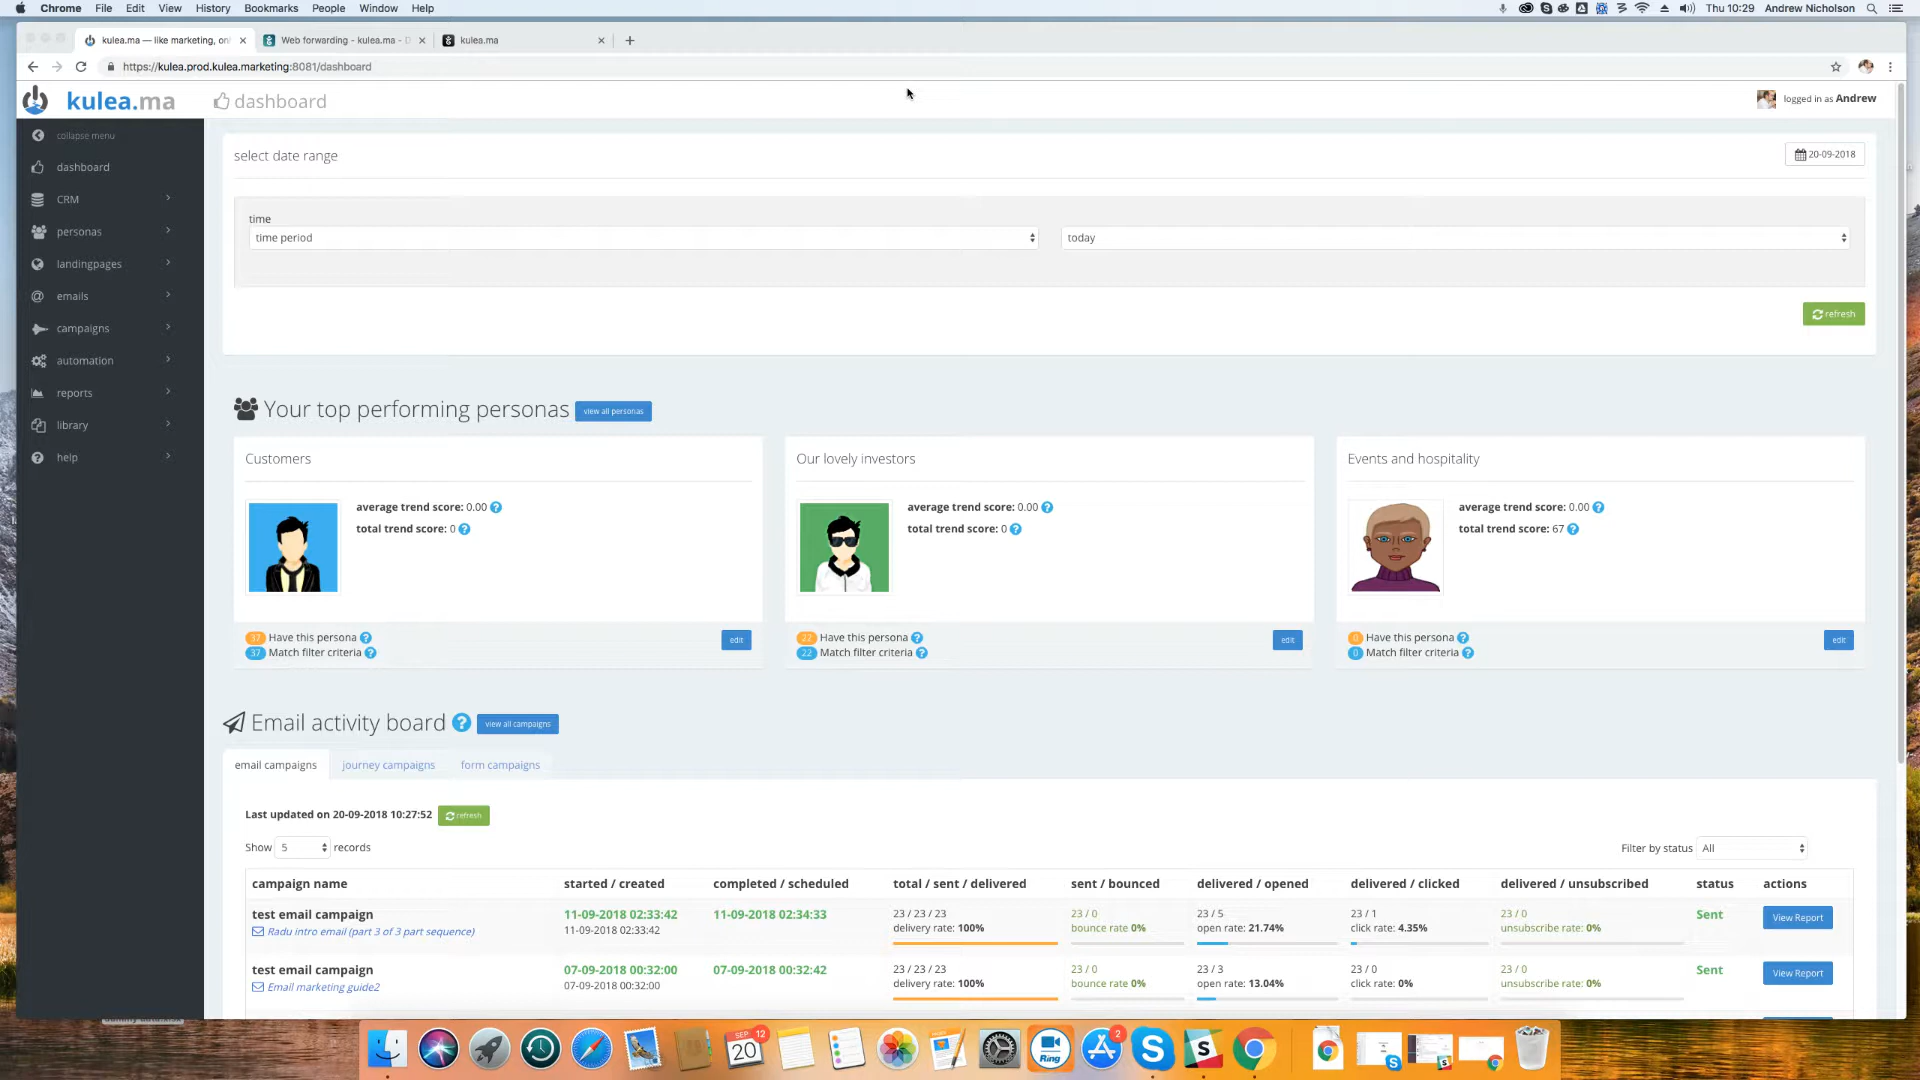 Chrome File Edit View History Bookmarks People Window Help
Thu 10:29 Andrew Nicholson
kulea.ma — like marketing, onl
Web forwarding - kulea.ma - D
kulea.ma
https://kulea.prod.kulea.marketing:8081/dashboard
kulea.ma
dashboard
logged in as Andrew
collapse menu
dashboard
CRM
personas
landingpages
emails
campaigns
automation
reports
library
help
select date range
20-09-2018
time
time period
today
refresh
Your top performing personas
view all personas
Customers
average trend score: 0.00
total trend score: 0
37 Have this persona
37 Match filter criteria
edit
Our lovely investors
average trend score: 0.00
total trend score: 0
22 Have this persona
22 Match filter criteria
edit
Events and hospitality
average trend score: 0.00
total trend score: 67
0 Have this persona
0 Match filter criteria
edit
Email activity board
view all campaigns
email campaigns
journey campaigns
form campaigns
Last updated on 20-09-2018 10:27:52
refresh
Show 5 records
Filter by status All
campaign name started / created completed / scheduled total / sent / delivered sent / bounced delivered / opened delivered / clicked delivered / unsubscribed status actions
test email campaign 11-09-2018 02:33:42 11-09-2018 02:34:33 23 / 23 / 23 23 / 0 23 / 5 23 / 1 23 / 0 Sent View Report
Radu intro email (part 3 of 3 part sequence) 11-09-2018 02:33:42 delivery rate: 100% bounce rate 0% open rate: 21.74% click rate: 4.35% unsubscribe rate: 0%
test email campaign 07-09-2018 00:32:00 07-09-2018 00:32:42 23 / 23 / 23 23 / 0 23 / 3 23 / 0 23 / 0 Sent View Report
Email marketing guide2 07-09-2018 00:32:00 delivery rate: 100% bounce rate 0% open rate: 13.04% click rate: 0% unsubscribe rate: 0%
SEP
20
12
Ring
2